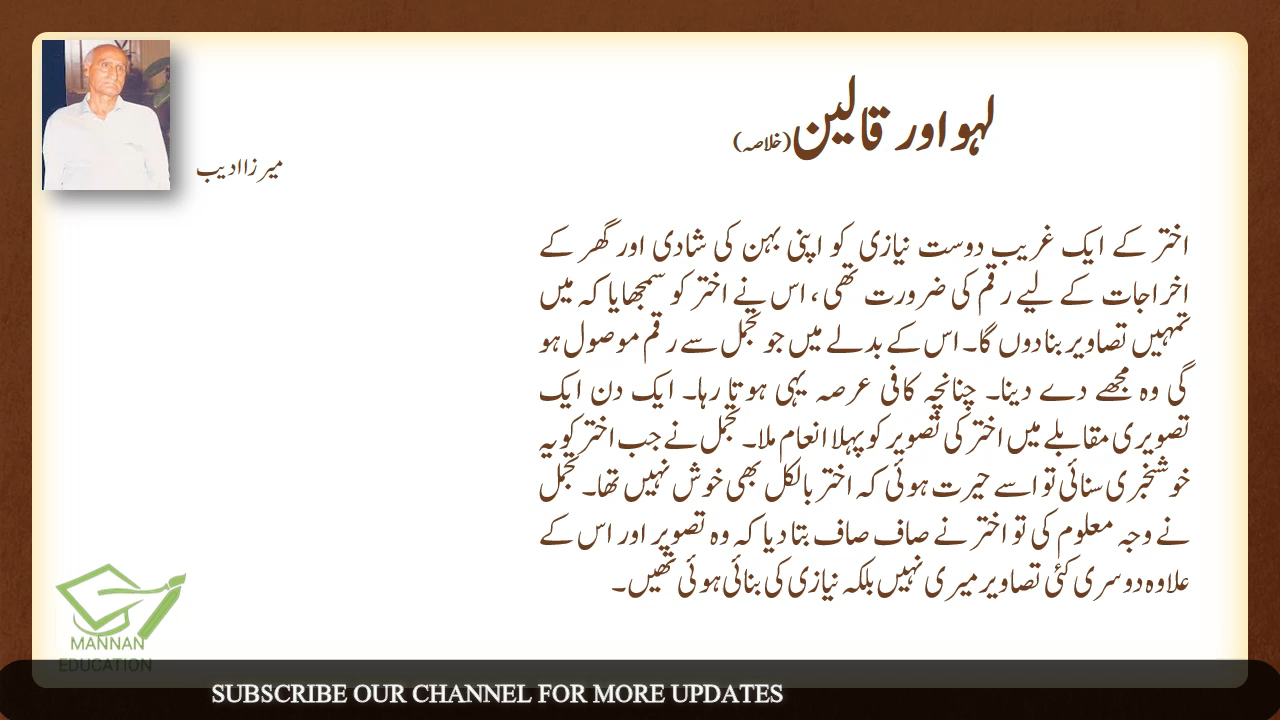 لہو اور قالین (خلاصہ)
میرزا ادیب
اختر کے ایک غریب دوست نیازی کو اپنی بہن کی شادی اور گھر کے
اخراجات کے لیے رقم کی ضرورت تھی، اس نے اختر کو سمجھایا کہ میں
تمہیں تصاویر بنا دوں گا۔ اس کے بدلے میں جو تجمل سے رقم موصول ہو
گی وہ مجھے دے دینا۔ چنانچہ کافی عرصہ یہی ہوتا رہا۔ ایک دن ایک
تصویری مقابلے میں اختر کی تصویر کو پہلا انعام ملا۔ تجمل نے جب اختر کو یہ
خوشخبری سنائی تو اسے حیرت ہوئی کہ اختر بالکل بھی خوش نہیں تھا۔ تجمل
نے وجہ معلوم کی تو اختر نے صاف صاف بتا دیا کہ وہ تصویر اور اس کے
علاوہ دوسری کئی تصاویر میری نہیں بلکہ نیازی کی بنائی ہوئی تھیں۔
MANNAN
EDUCATION
SUBSCRIBE OUR CHANNEL FOR MORE UPDATES